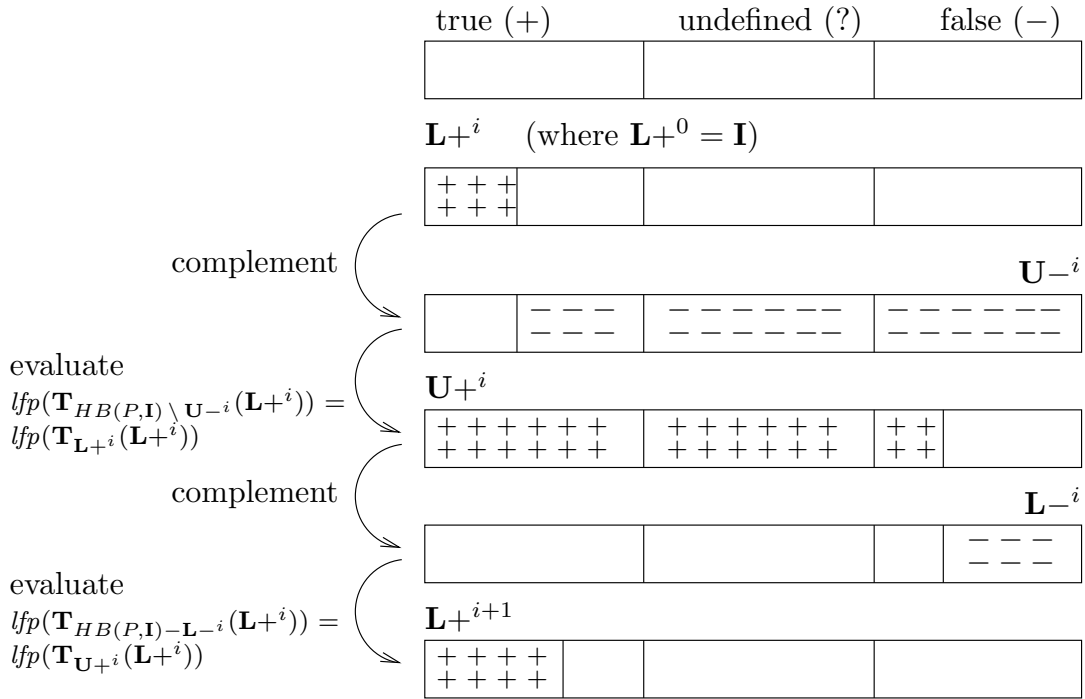 true (+) undefined (?) false (−)
L+^i (where L+^0 = I)
+ + +
+ + +
complement
U−^i
− − − − − − − − − − − − − − −
− − − − − − − − − − − − − − −
evaluate
lfp(T_{HB(P,I) \ U−^i}(L+^i)) =
lfp(T_{L+^i}(L+^i))
U+^i
+ + + + + + + + + + + + + +
+ + + + + + + + + + + + + +
complement
L−^i
− − −
− − −
evaluate
lfp(T_{HB(P,I)−L−^i}(L+^i)) =
lfp(T_{U+^i}(L+^i))
L+^{i+1}
+ + + +
+ + + +